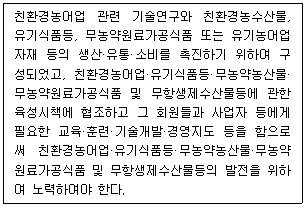 친환경농어업 관련 기술연구와 친환경농수산물,
유기식품등, 무농약원료가공식품 또는 유기농어업
자재 등의 생산·유통·소비를 촉진하기 위하여 구
성되었고, 친환경농어업·유기식품등·무농약농산물·
무농약원료가공식품 및 무항생제수산물등에 관한
육성시책에 협조하고 그 회원들과 사업자 등에게
필요한 교육·훈련·기술개발·경영지도 등을 함으로
써 친환경농어업·유기식품등·무농약농산물·무농약
원료가공식품 및 무항생제수산물등의 발전을 위하
여 노력하여야 한다.